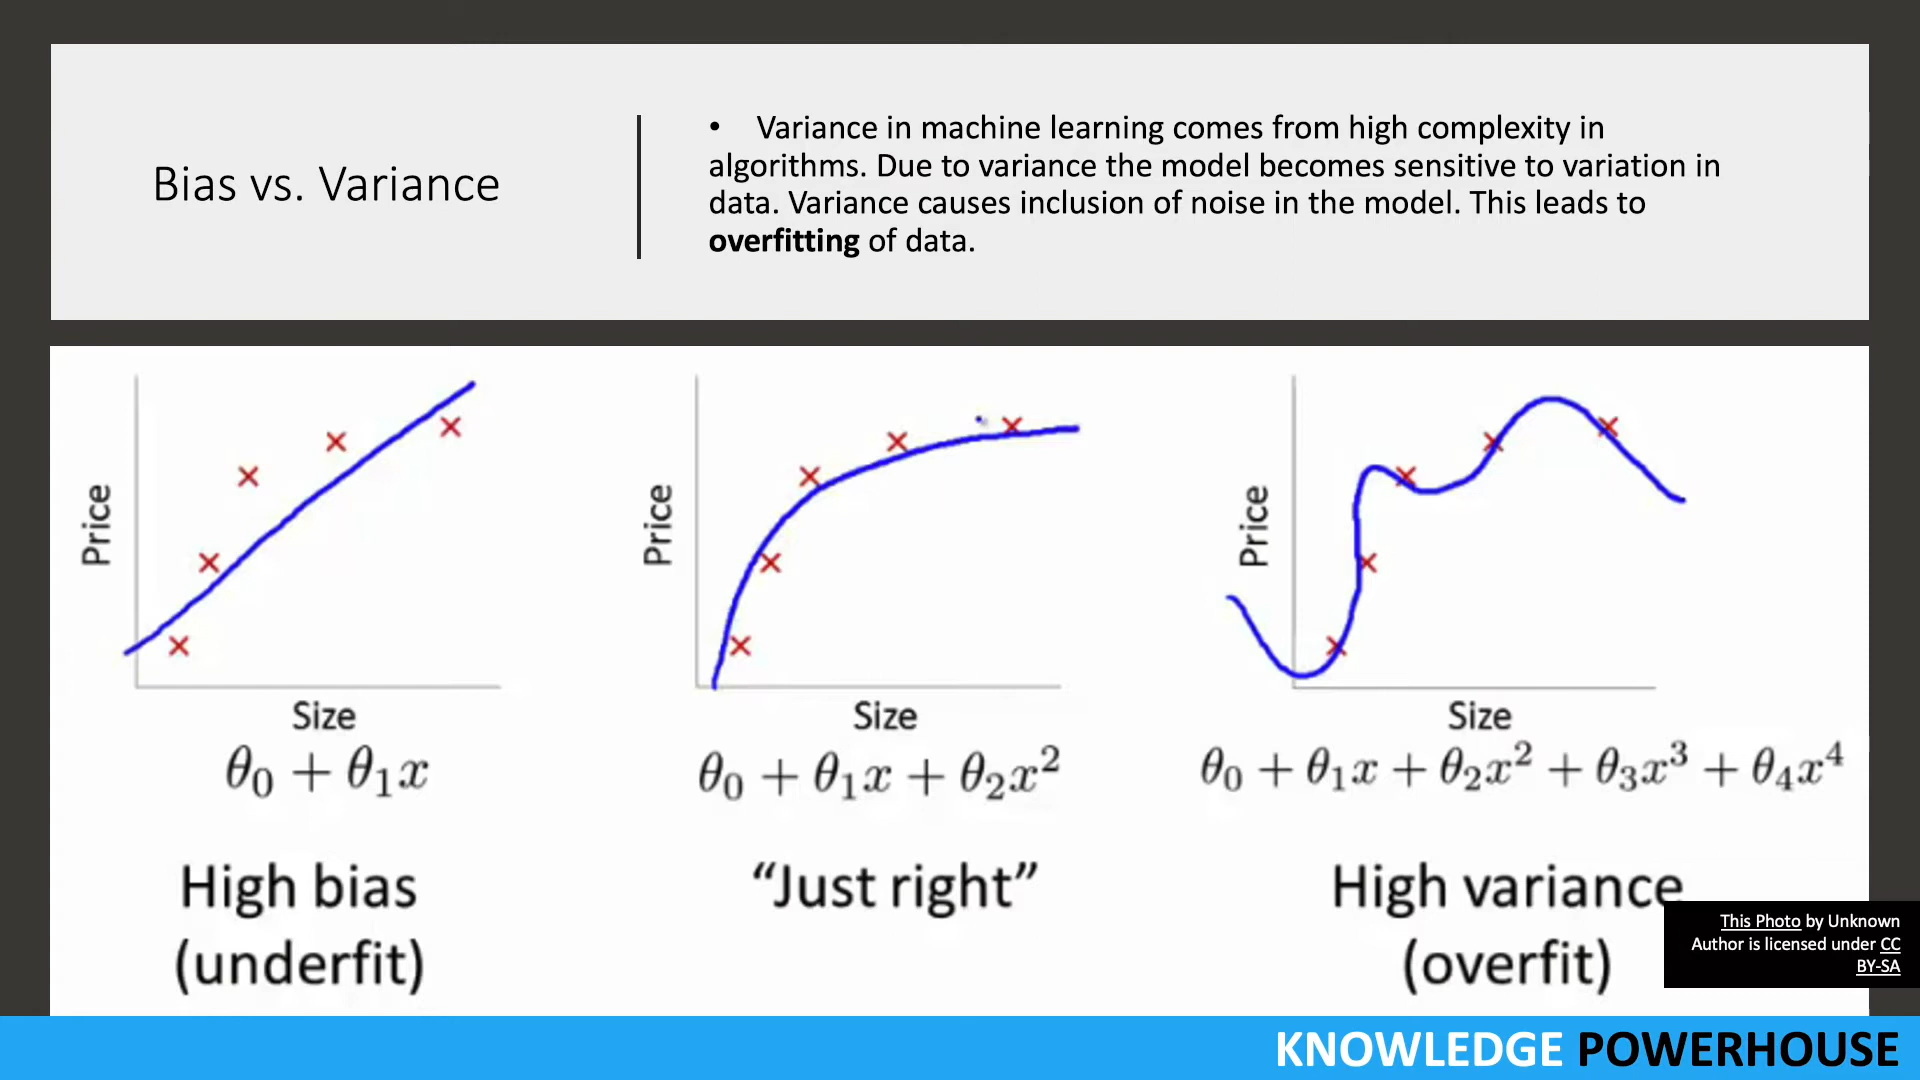 Bias vs. Variance
• Variance in machine learning comes from high complexity in
algorithms. Due to variance the model becomes sensitive to variation in
data. Variance causes inclusion of noise in the model. This leads to
overfitting of data.
Price
Size
θ₀ + θ₁x
High bias
(underfit)
Price
Size
θ₀ + θ₁x + θ₂x²
“Just right”
Price
Size
θ₀ + θ₁x + θ₂x² + θ₃x³ + θ₄x⁴
High variance
(overfit)
This Photo by Unknown
Author is licensed under CC
BY-SA
KNOWLEDGE POWERHOUSE